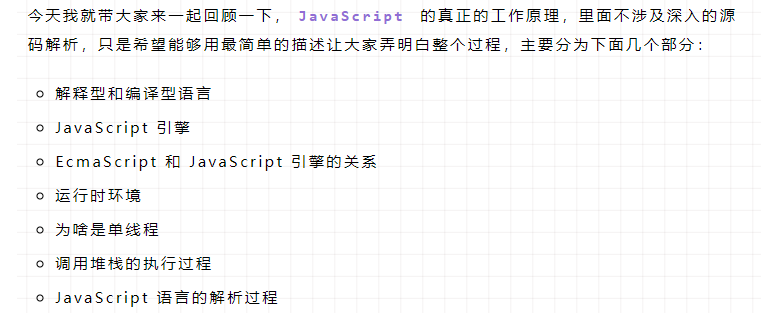 今天我就带大家来一起回顾一下， JavaScript 的真正的工作原理，里面不涉及深入的源
码解析，只是希望能够用最简单的描述让大家弄明白整个过程，主要分为下面几个部分：
解释型和编译型语言
JavaScript 引擎
EcmaScript 和 JavaScript 引擎的关系
运行时环境
为啥是单线程
调用堆栈的执行过程
JavaScript 语言的解析过程